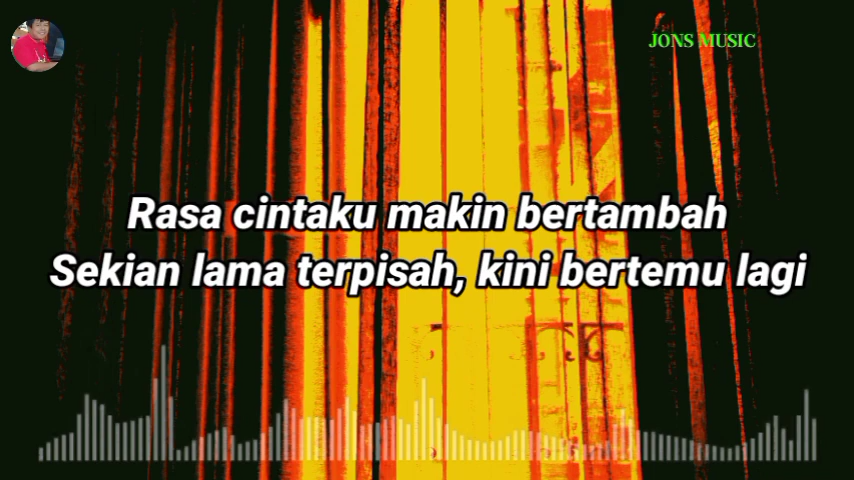 JONS MUSIC
Rasa cintaku makin bertambah
Sekian lama terpisah, kini bertemu lagi